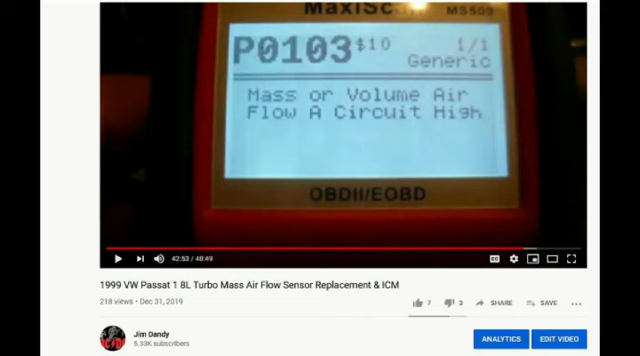 MaxiSc
MS509
P0103 $10 1/1
Generic
Mass or Volume Air
Flow A Circuit High
OBDII/EOBD
42:53 / 48:49
CC
1999 VW Passat 1 8L Turbo Mass Air Flow Sensor Replacement & ICM
218 views • Dec 31, 2019
7
3
SHARE
SAVE
Jim Dandy
5.33K subscribers
ANALYTICS
EDIT VIDEO